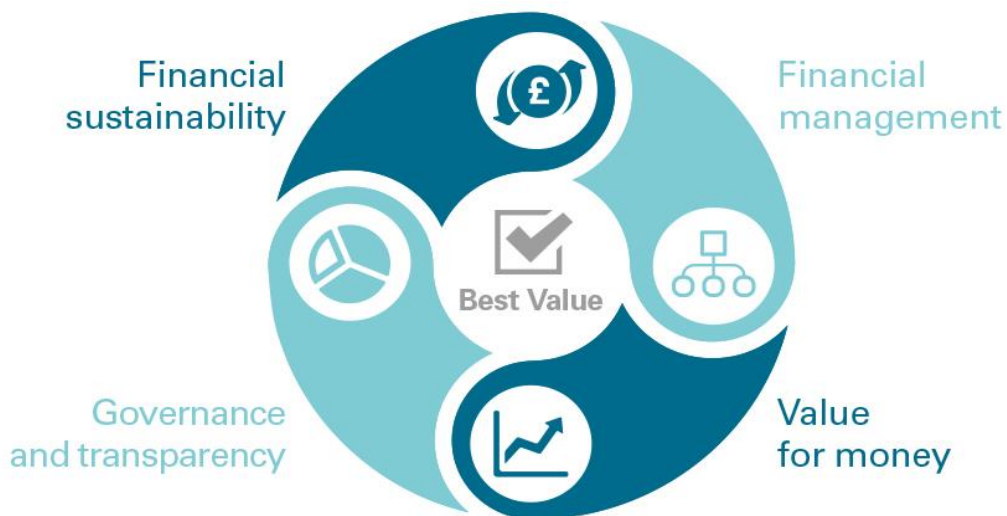 Financial
sustainability
Financial
management
£
Best Value
Governance
and transparency
Value
for money